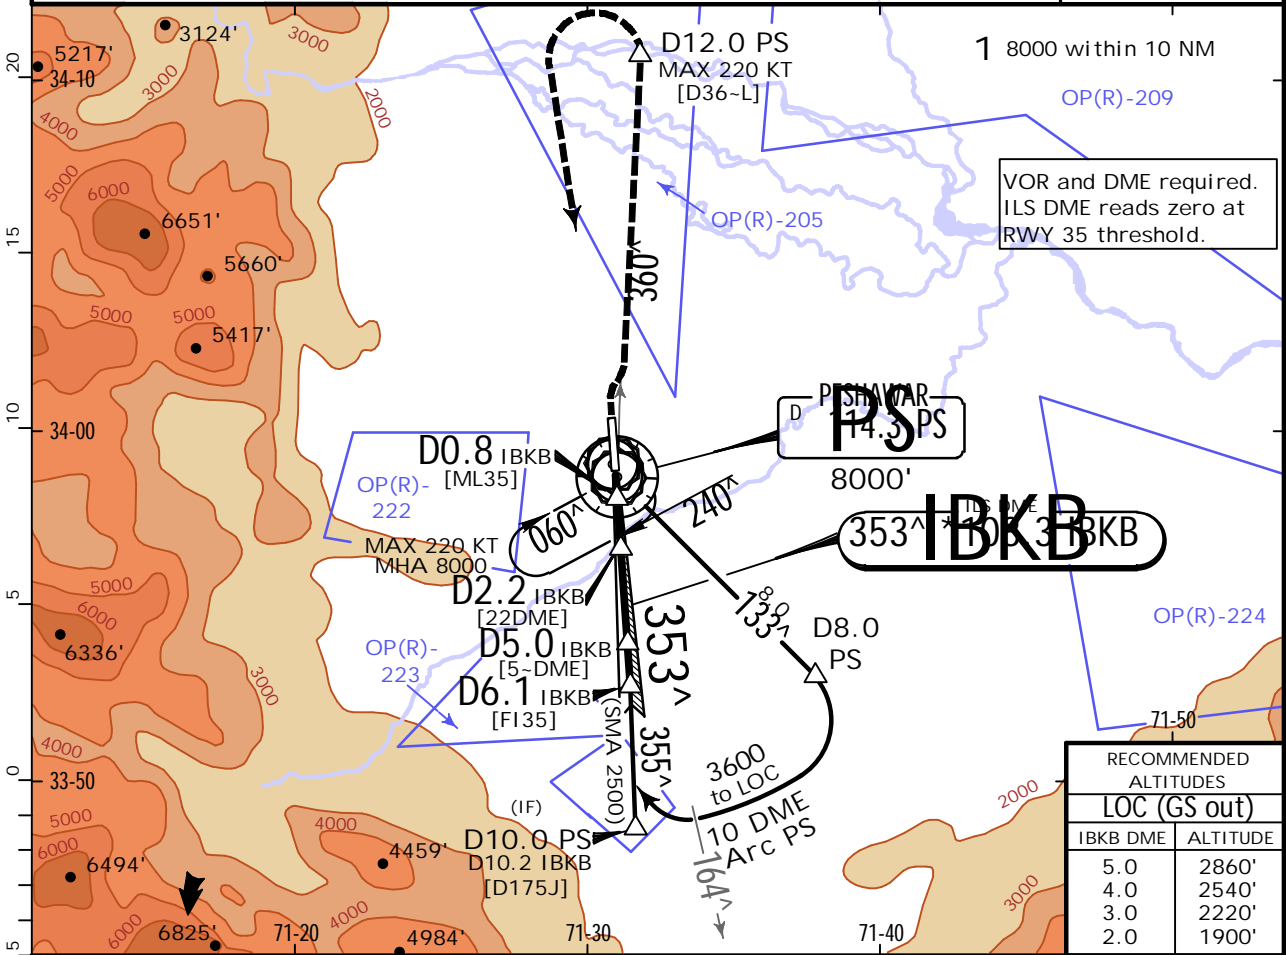 20
15
10
5
0
5
5217'
3124'
3000
3000
2000
34-10
4000
5000
6000
6651'
5660'
5000
5000
5417'
34-00
D12.0 PS
MAX 220 KT
[D36~L]
1 8000 within 10 NM
OP(R)-209
VOR and DME required.
ILS DME reads zero at
RWY 35 threshold.
OP(R)-205
360^
PESHAWAR
D 114.3 PS
PS
8000'
D0.8 IBKB
[ML35]
OP(R)-
222
060^
240^
MAX 220 KT
MHA 8000
ILS DME
IBKB
D2.2 IBKB
[22DME]
8.0
133^
D8.0
PS
OP(R)-224
5000
6000
6336'
OP(R)-
223
D5.0 IBKB
[5~DME]
D6.1 IBKB
[FI35]
353^
355^
(SMA 2500)
3000
4000
33-50
71-50
3600
to LOC
10 DME
Arc PS
164^
2000
3000
(IF)
D10.0 PS
D10.2 IBKB
[D175J]
5000
6000
6494'
4000
4459'
6000
6825'
71-20
4000
4984'
71-30
71-40
RECOMMENDED
ALTITUDES
LOC (GS out)
IBKB DME ALTITUDE
5.0 2860'
4.0 2540'
3.0 2220'
2.0 1900'